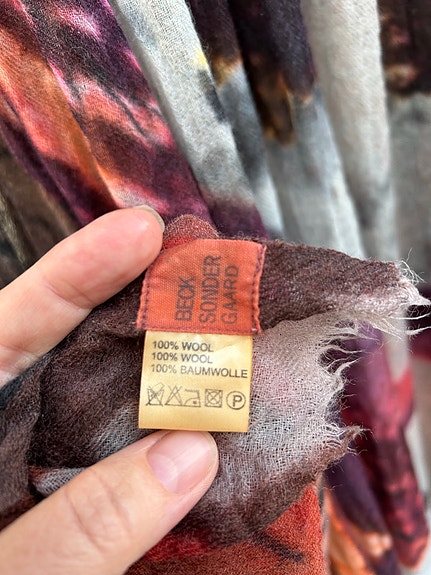 BECK
SONDER
GAARD
100% WOOL
100% WOOL
100% BAUMWOLLE
P